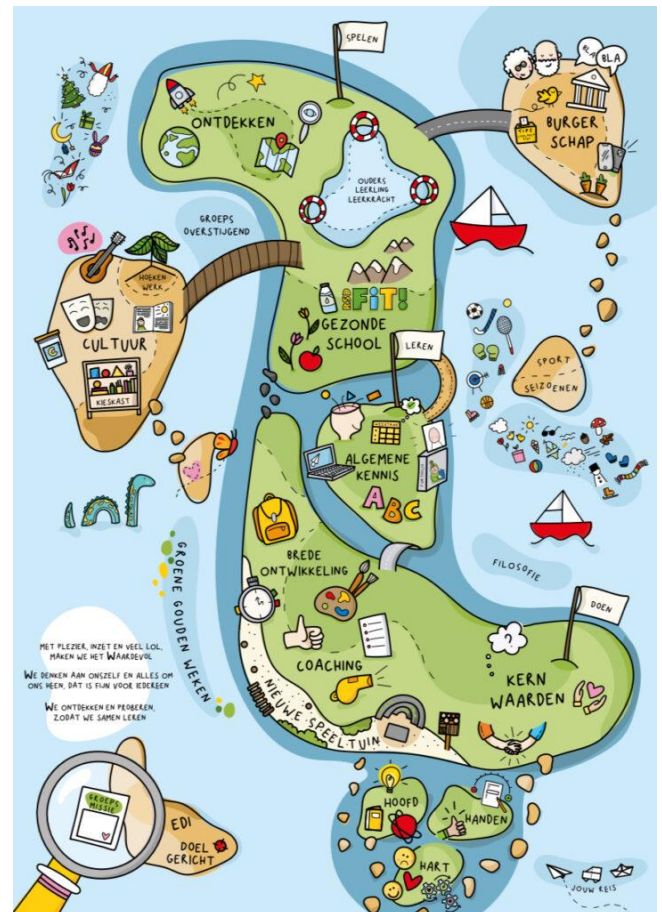 SPELEN
BLA
BLA
ONTDEKKEN
TIPS
BURGER
SCHAP
OUDERS
LEERLING
LEERKRACHT
GROEPS
OVERSTIJGEND
HOEKEN
WERK
FIT!
GEZONDE
SCHOOL
CULTUUR
LEREN
KIESKAST
SPORT
SEIZOENEN
ALGEMENE
KENNIS
ABC
BREDE
ONTWIKKELING
GROENE GOUDEN WEKEN
FILOSOFIE
DOEN
MET PLEZIER, INZET EN VEEL LOL,
MAKEN WE HET WAARDEVOL
WE DENKEN AAN ONSZELF EN ALLES OM
ONS HEEN, DAT IS FIJN VOOR IEDEREEN
WE ONTDEKKEN EN PROBEREN,
ZODAT WE SAMEN LEREN
COACHING
KERN
WAARDEN
NIEUWE SPEELTUIN
GROEPS
MISSIE
EDI
DOEL
GERICHT
HOOFD
HANDEN
HART
JOUW REIS